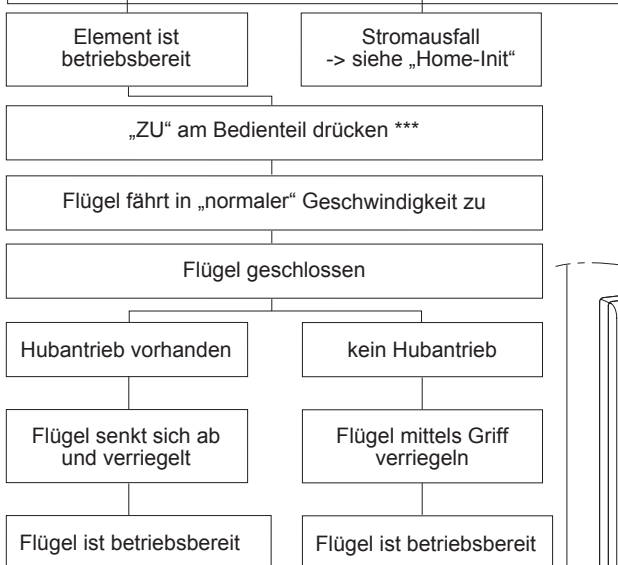 Element ist
betriebsbereit
Stromausfall
-> siehe „Home-Init“
„ZU“ am Bedienteil drücken ***
Flügel fährt in „normaler“ Geschwindigkeit zu
Flügel geschlossen
Hubantrieb vorhanden
kein Hubantrieb
Flügel senkt sich ab
und verriegelt
Flügel mittels Griff
verriegeln
Flügel ist betriebsbereit
Flügel ist betriebsbereit